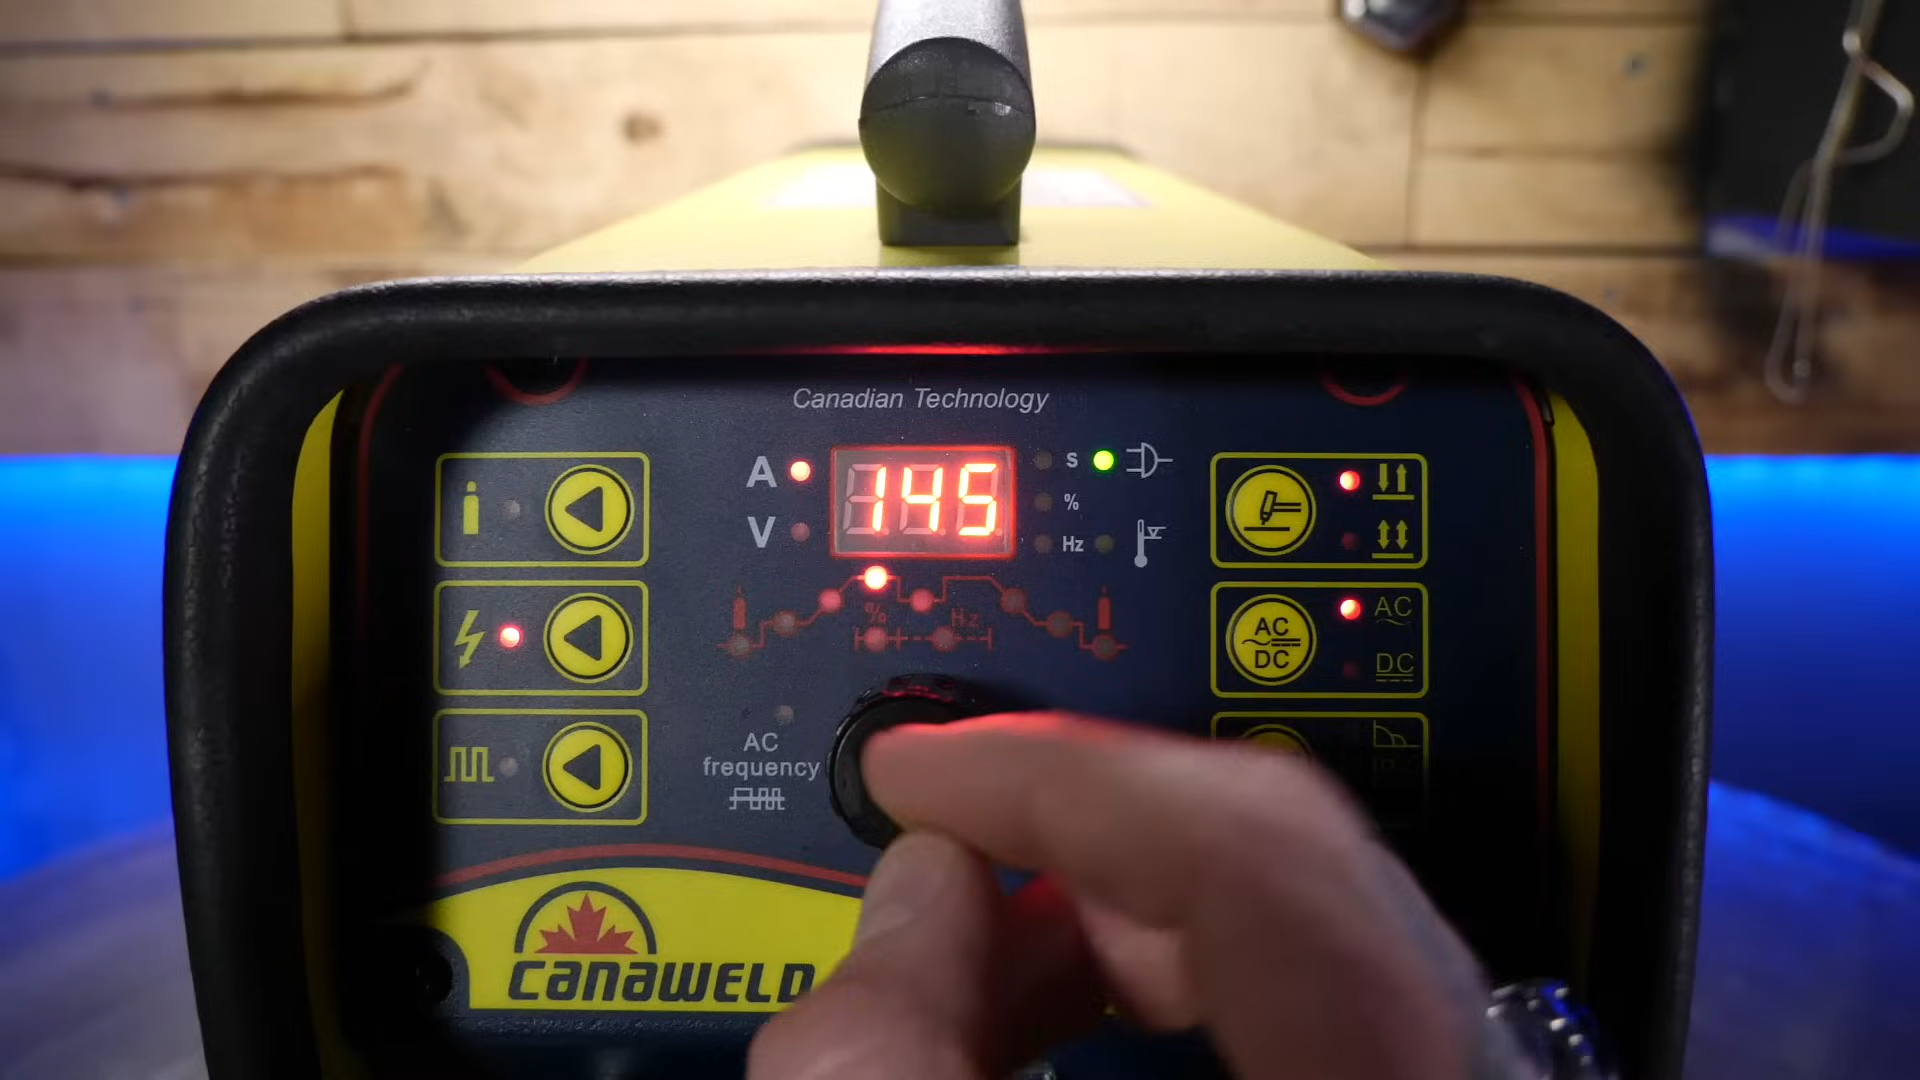 Canadian Technology
A
145
S
%
V
Hz
% Hz
AC
DC
AC
DC
AC
frequency
CANAWELD